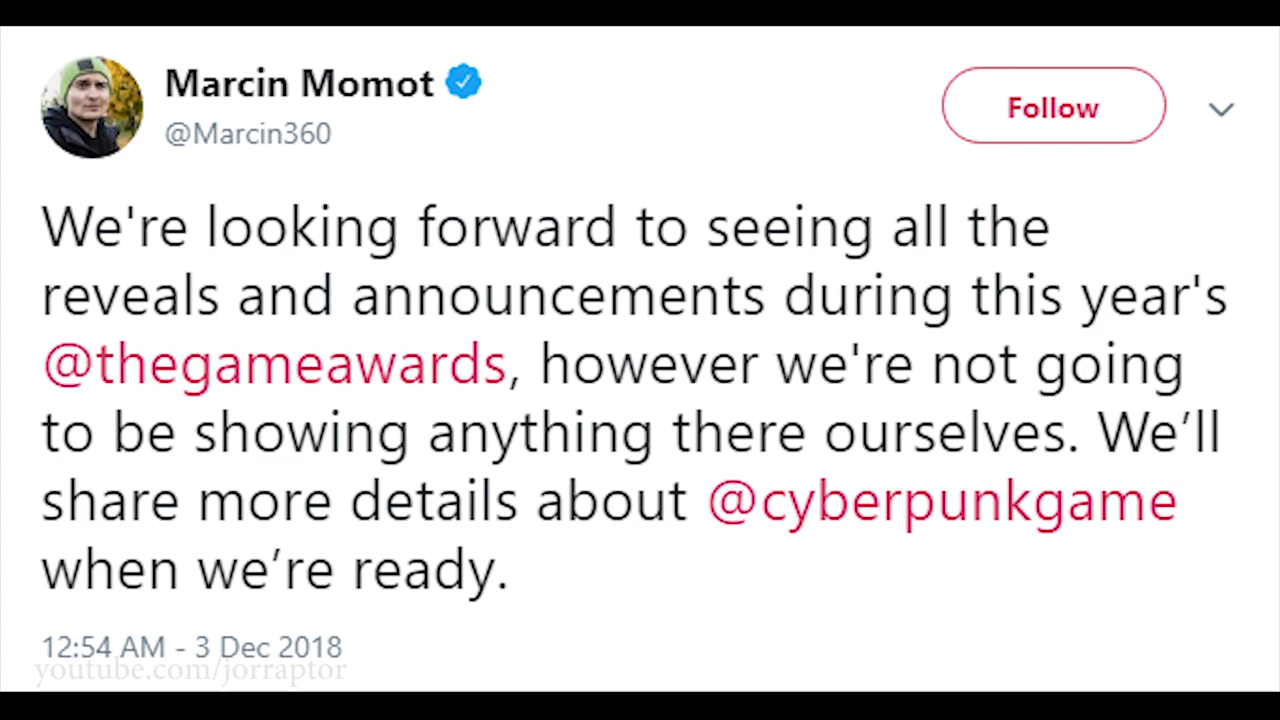 Marcin Momot
@Marcin360
Follow
We're looking forward to seeing all the
reveals and announcements during this year's
@thegameawards, however we're not going
to be showing anything there ourselves. We’ll
share more details about @cyberpunkgame
when we’re ready.
12:54 AM - 3 Dec 2018
youtube.com/jorraptor